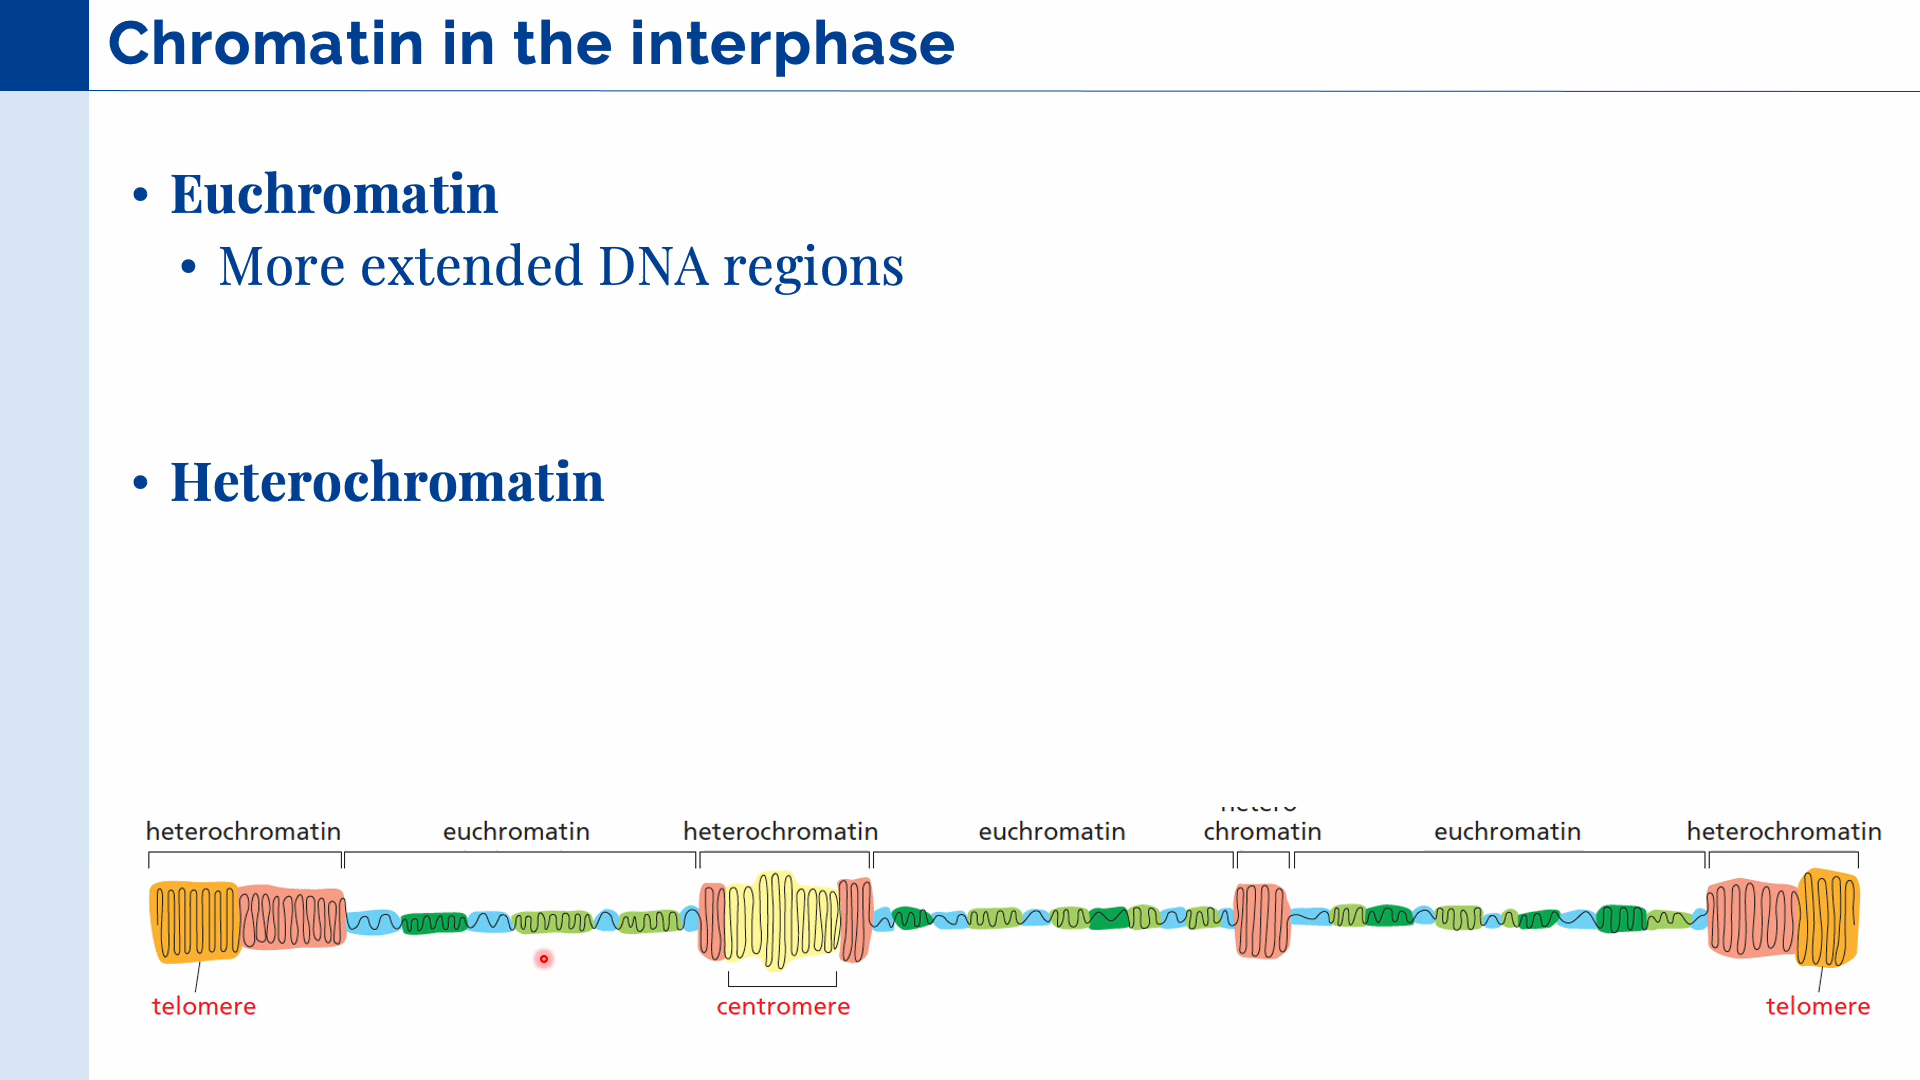 Chromatin in the interphase
• Euchromatin
• More extended DNA regions
• Heterochromatin
heterochromatin euchromatin heterochromatin euchromatin chromatin euchromatin heterochromatin
telomere centromere telomere